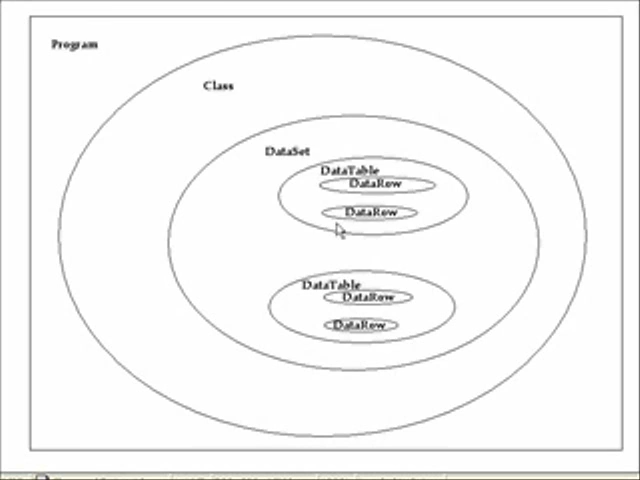 Program
Class
DataSet
DataTable
DataRow
DataRow
DataTable
DataRow
DataRow